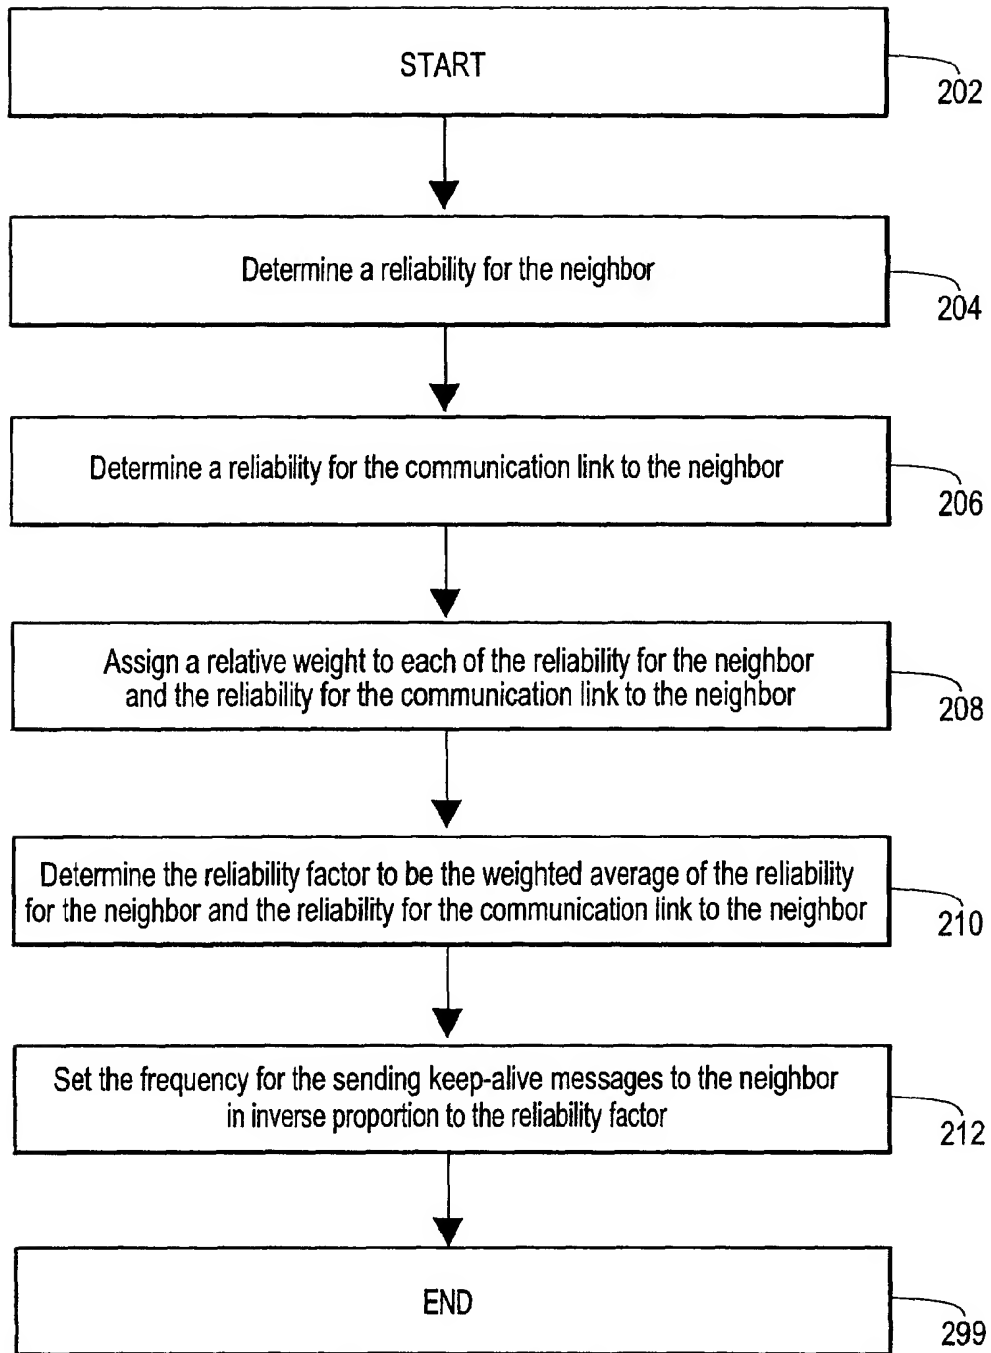 START
202
Determine a reliability for the neighbor
204
Determine a reliability for the communication link to the neighbor
206
Assign a relative weight to each of the reliability for the neighbor
and the reliability for the communication link to the neighbor
208
Determine the reliability factor to be the weighted average of the reliability
for the neighbor and the reliability for the communication link to the neighbor
210
Set the frequency for the sending keep-alive messages to the neighbor
in inverse proportion to the reliability factor
212
END
299